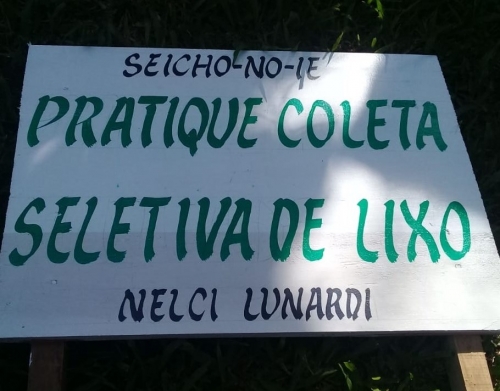 SEICHO-NO-IE
PRATIQUE COLETA
SELETIVA DE LIXO
NELCI LUNARDI